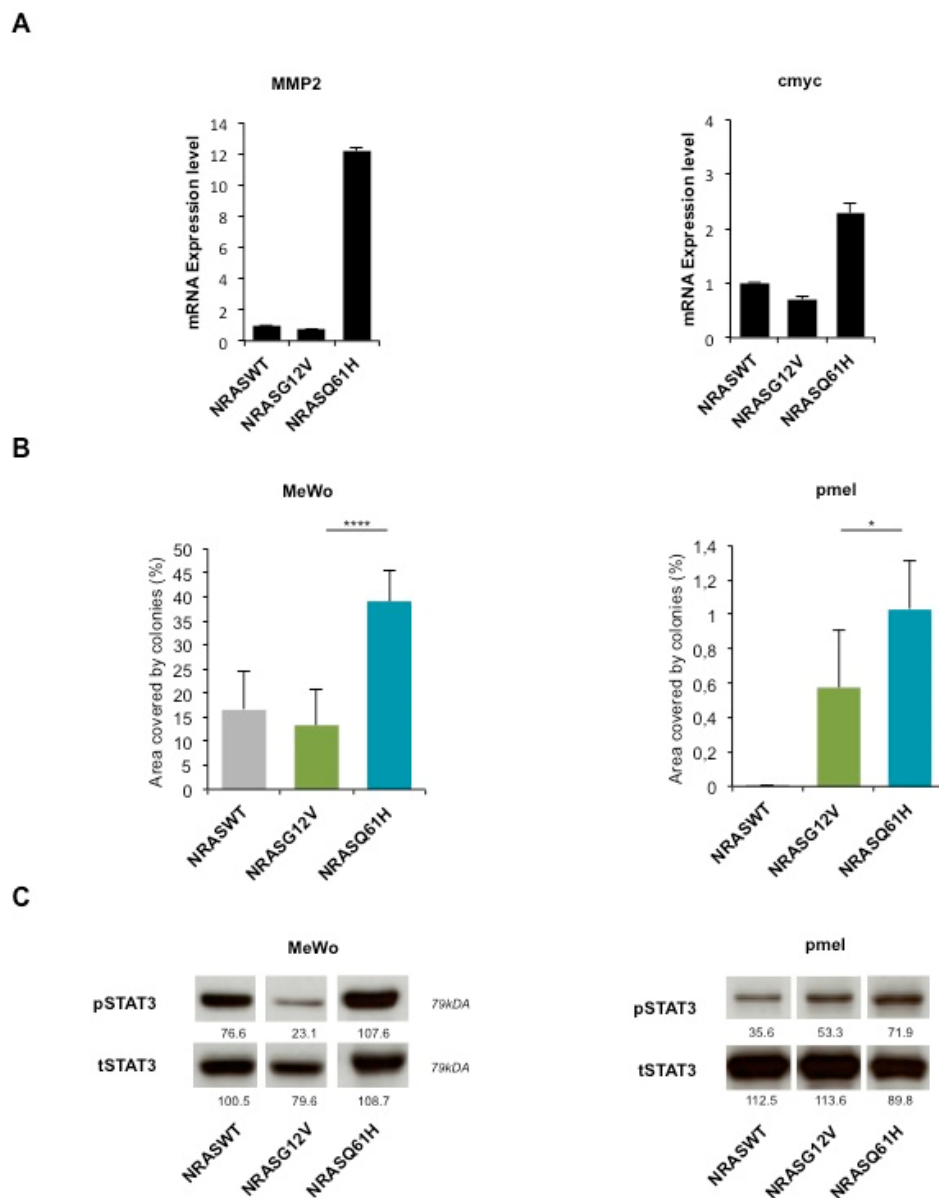 A
MMP2
mRNA Expression level
14
12
10
8
6
4
2
0
NRASWT
NRASG12V
NRASQ61H
cmyc
mRNA Expression level
4
3
2
1
0
NRASWT
NRASG12V
NRASQ61H
B
MeWo
****
Area covered by colonies (%)
50
45
40
35
30
25
20
15
10
5
0
NRASWT
NRASG12V
NRASQ61H
pmel
*
Area covered by colonies (%)
1,4
1,2
1
0,8
0,6
0,4
0,2
0
NRASWT
NRASG12V
NRASQ61H
C
MeWo
pSTAT3
79kDA
76.6 23.1 107.6
tSTAT3
79kDA
100.5 79.6 108.7
NRASWT
NRASG12V
NRASQ61H
pmel
pSTAT3
35.6 53.3 71.9
tSTAT3
112.5 113.6 89.8
NRASWT
NRASG12V
NRASQ61H